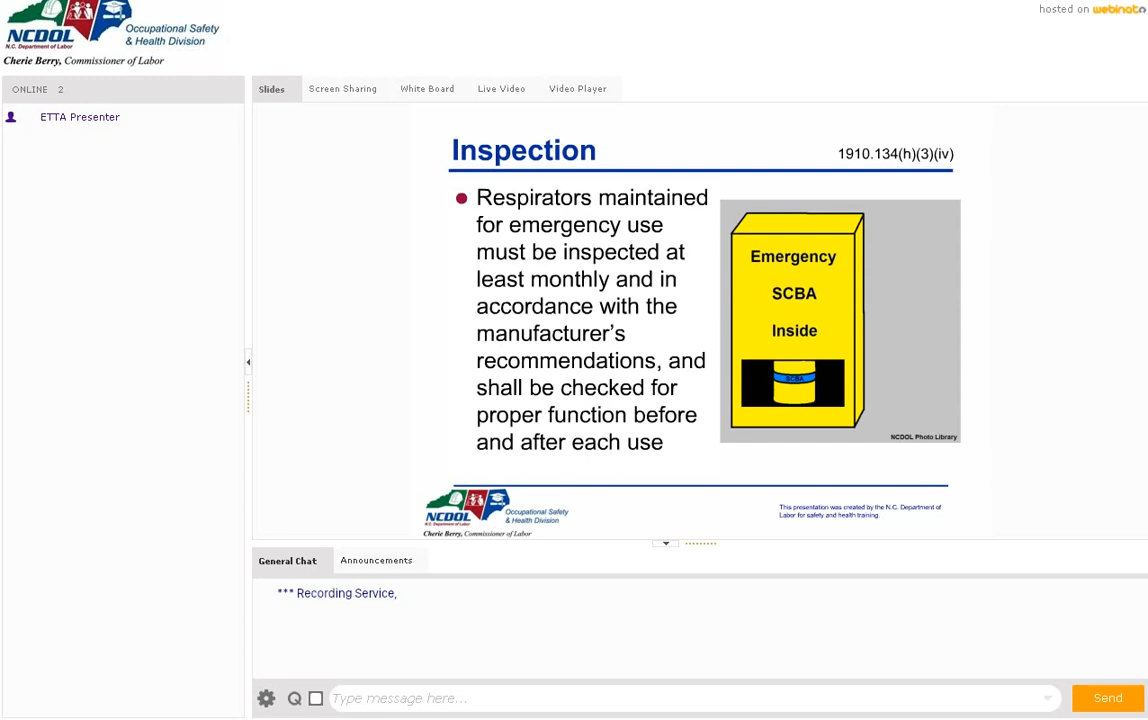 NCDOL
N.C. Department of Labor
Occupational Safety
& Health Division
Cherie Berry, Commissioner of Labor
hosted on webinato
ONLINE 2
ETTA Presenter
Slides
Screen Sharing
White Board
Live Video
Video Player
Inspection
1910.134(h)(3)(iv)
Respirators maintained
for emergency use
must be inspected at
least monthly and in
accordance with the
manufacturer's
recommendations, and
shall be checked for
proper function before
and after each use
Emergency
SCBA
Inside
SCBA
NCDOL Photo Library
NCDOL
N.C. Department of Labor
Occupational Safety
& Health Division
Cherie Berry, Commissioner of Labor
This presentation was created by the N.C. Department of
Labor for safety and health training.
General Chat
Announcements
*** Recording Service,
Q
Type message here...
Send